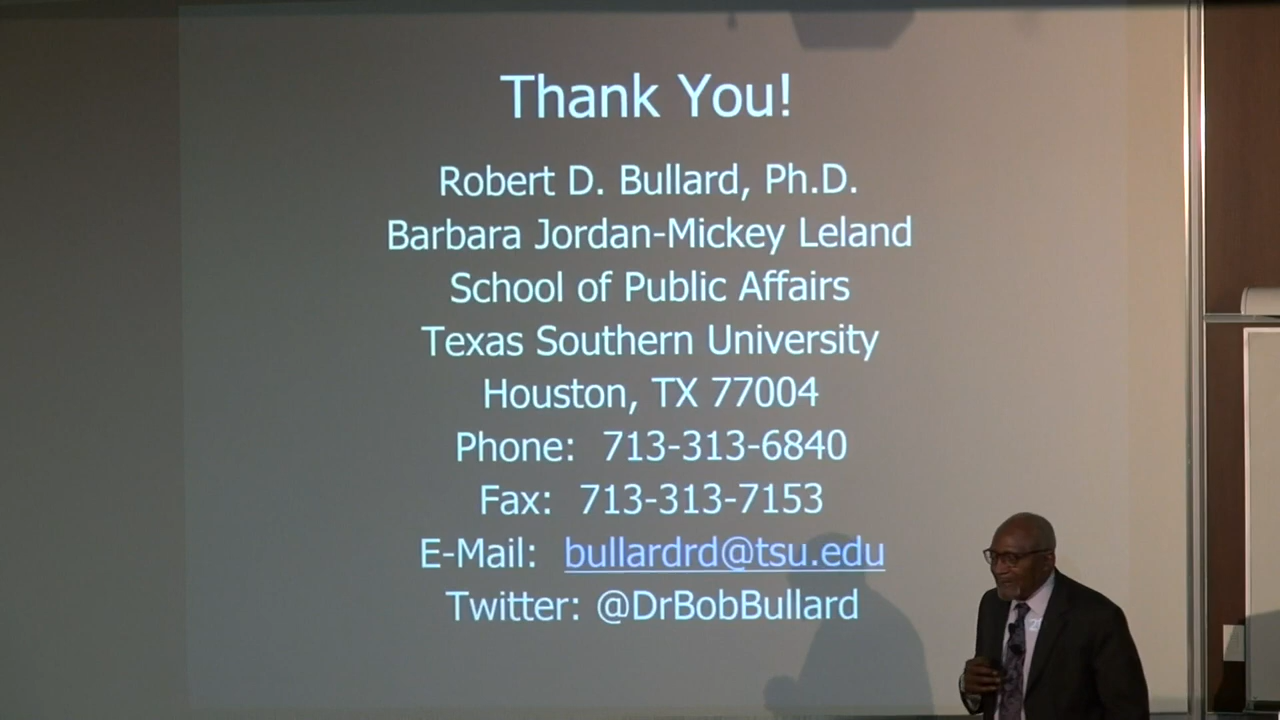 Thank You!
Robert D. Bullard, Ph.D.
Barbara Jordan-Mickey Leland
School of Public Affairs
Texas Southern University
Houston, TX 77004
Phone: 713-313-6840
Fax: 713-313-7153
E-Mail: bullardrd@tsu.edu
Twitter: @DrBobBullard